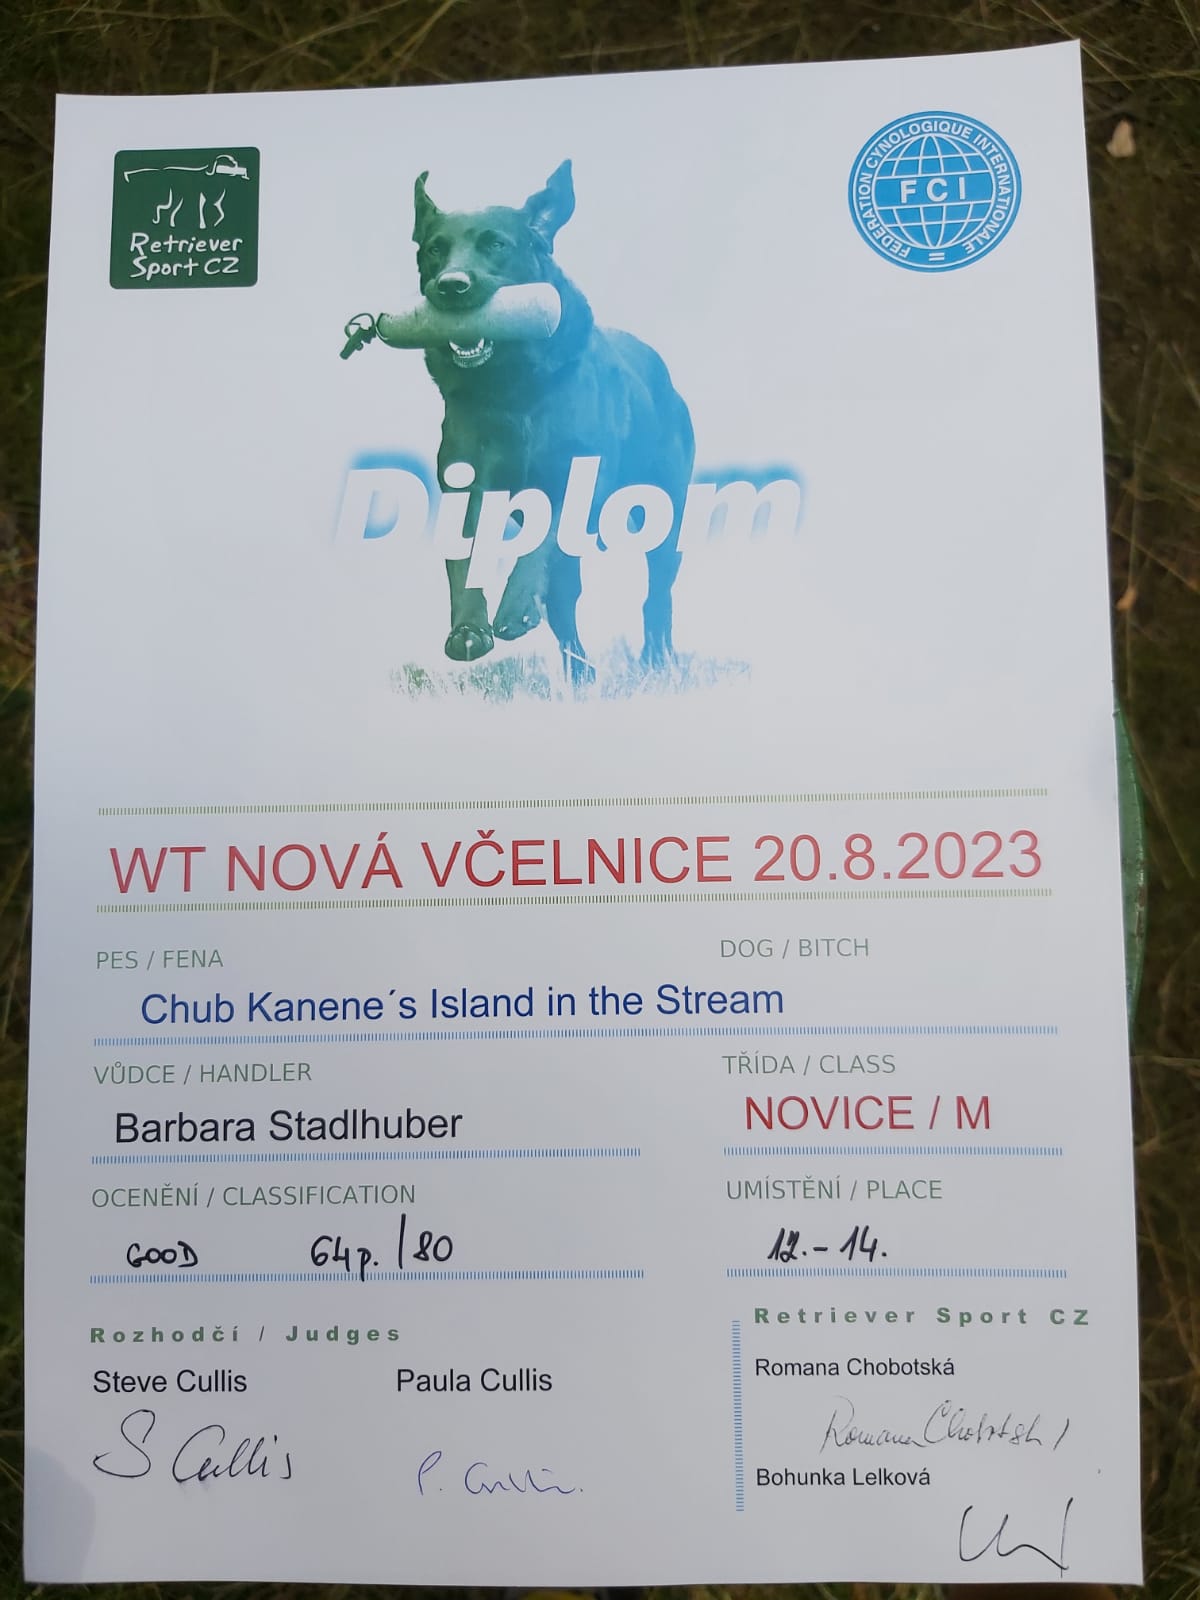 Retriever
Sport CZ
FEDERATION CYNOLOGIQUE INTERNATIONALE
FCI
Diplom
WT NOVÁ VČELNICE 20.8.2023
PES / FENA DOG / BITCH
Chub Kanene´s Island in the Stream
VŮDCE / HANDLER TŘÍDA / CLASS
Barbara Stadlhuber NOVICE / M
OCENĚNÍ / CLASSIFICATION UMÍSTĚNÍ / PLACE
GOOD 64p. / 80 12.-14.
Rozhodčí / Judges Retriever Sport CZ
Steve Cullis Paula Cullis Romana Chobotská
S Cullis P. Cullis Romana Chobotská
Bohunka Lelková